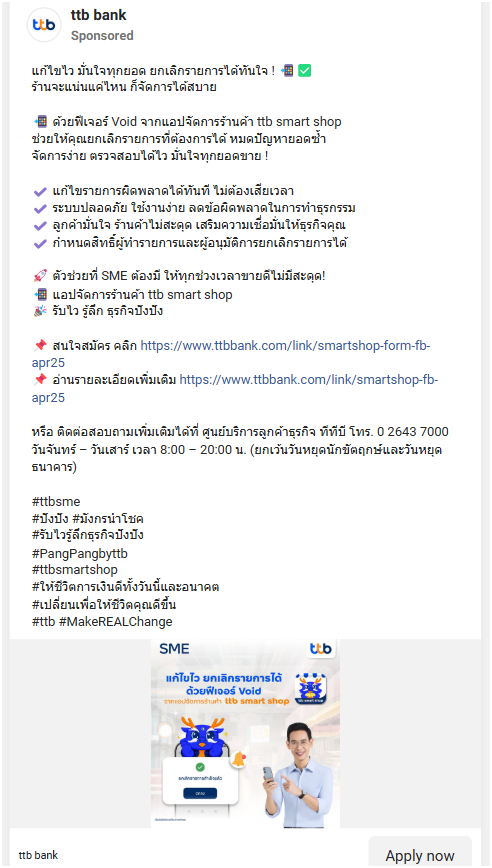 ttb bank
Sponsored
แก้ไขไว มั่นใจทุกยอด ยกเลิกรายการได้ทันใจ ! 📲 ✅
ร้านจะแน่นแค่ไหน ก็จัดการได้สบาย
📲 ด้วยฟีเจอร์ Void จากแอปจัดการร้านค้า ttb smart shop
ช่วยให้คุณยกเลิกรายการที่ต้องการได้ หมดปัญหายอดซ้ำ
จัดการง่าย ตรวจสอบได้ไว มั่นใจทุกยอดขาย !
✔ แก้ไขรายการผิดพลาดได้ทันที ไม่ต้องเสียเวลา
✔ ระบบปลอดภัย ใช้งานง่าย ลดข้อผิดพลาดในการทำธุรกรรม
✔ ลูกค้ามั่นใจ ร้านค้าไม่สะดุด เสริมความเชื่อมั่นให้ธุรกิจคุณ
✔ กำหนดสิทธิ์ผู้ทำรายการและผู้อนุมัติการยกเลิกรายการได้
🚀 ตัวช่วยที่ SME ต้องมี ให้ทุกช่วงเวลาขายดีไม่มีสะดุด!
📲 แอปจัดการร้านค้า ttb smart shop
🎉 รับไว รู้ลึก ธุรกิจปังปัง
📌 สนใจสมัคร คลิก https://www.ttbbank.com/link/smartshop-form-fb-
apr25
📌 อ่านรายละเอียดเพิ่มเติม https://www.ttbbank.com/link/smartshop-fb-
apr25
หรือ ติดต่อสอบถามเพิ่มเติมได้ที่ ศูนย์บริการลูกค้าธุรกิจ ทีทีบี โทร. 0 2643 7000
วันจันทร์ – วันเสาร์ เวลา 8:00 – 20:00 น. (ยกเว้นวันหยุดนักขัตฤกษ์และวันหยุด
ธนาคาร)
#ttbsme
#ปังปัง #มังกรนำโชค
#รับไวรู้ลึกธุรกิจปังปัง
#PangPangbyttb
#ttbsmartshop
#ให้ชีวิตการเงินดีทั้งวันนี้และอนาคต
#เปลี่ยนเพื่อให้ชีวิตคุณดีขึ้น
#ttb #MakeREALChange
SME
ttb
แก้ไขไว ยกเลิกรายการได้
ด้วยฟีเจอร์ Void
จากแอปจัดการร้านค้า ttb smart shop
ttb smart shop
ยกเลิกรายการสำเร็จแล้ว
ttb bank
Apply now